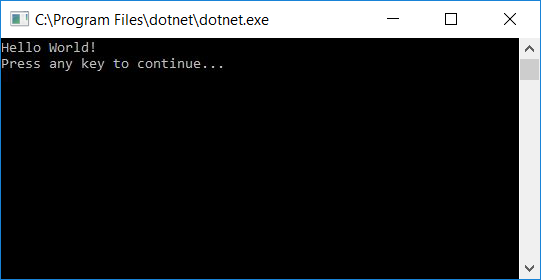 C:\Program Files\dotnet\dotnet.exe
Hello World!
Press any key to continue...